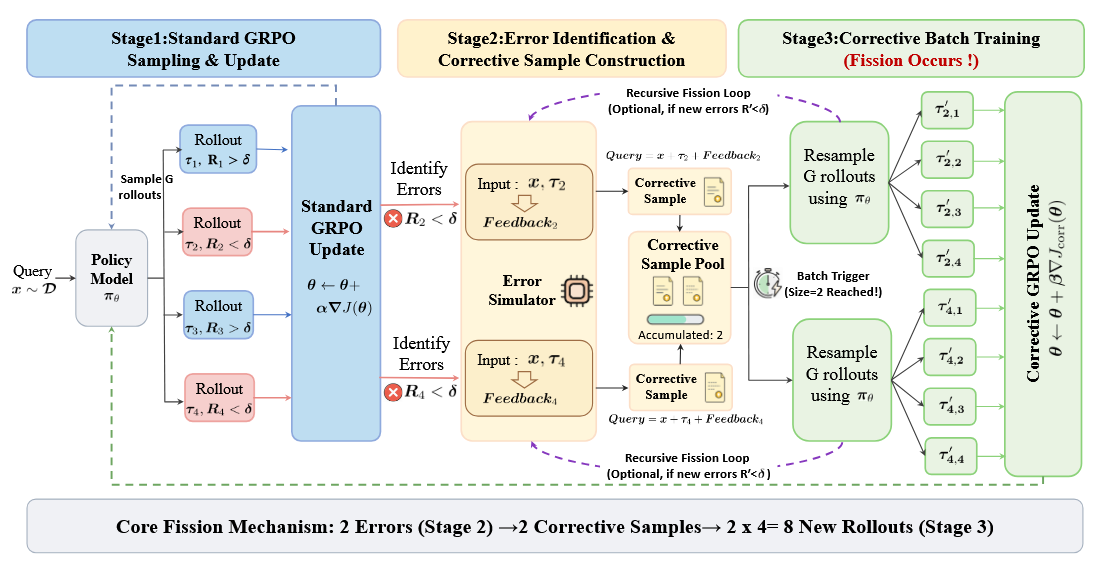 Stage1:Standard GRPO
Sampling & Update
Stage2:Error Identification &
Corrective Sample Construction
Stage3:Corrective Batch Training
(Fission Occurs !)
Query
x ∼ 𝒟
Policy
Model
π_θ
Sample G
rollouts
Rollout
τ₁, R₁ > δ
Rollout
τ₂, R₂ < δ
Rollout
τ₃, R₃ > δ
Rollout
τ₄, R₄ < δ
Standard
GRPO
Update
θ ← θ+
α∇J(θ)
Identify
Errors
R₂ < δ
Identify
Errors
R₄ < δ
Input : x, τ₂
Feedback₂
Error
Simulator
Input : x, τ₄
Feedback₄
Recursive Fission Loop
(Optional, if new errors R'<δ)
Query = x + τ₂ + Feedback₂
Corrective
Sample
Corrective
Sample Pool
Accumulated: 2
Corrective
Sample
Query = x + τ₄ + Feedback₄
Recursive Fission Loop
(Optional, if new errors R'<δ)
Batch Trigger
(Size=2 Reached!)
Resample
G rollouts
using π_θ
Resample
G rollouts
using π_θ
τ′₂,₁
τ′₂,₂
τ′₂,₃
τ′₂,₄
τ′₄,₁
τ′₄,₂
τ′₄,₃
τ′₄,₄
Corrective GRPO Update
θ ← θ + β∇J_corr(θ)
Core Fission Mechanism: 2 Errors (Stage 2) →2 Corrective Samples→ 2 x 4= 8 New Rollouts (Stage 3)